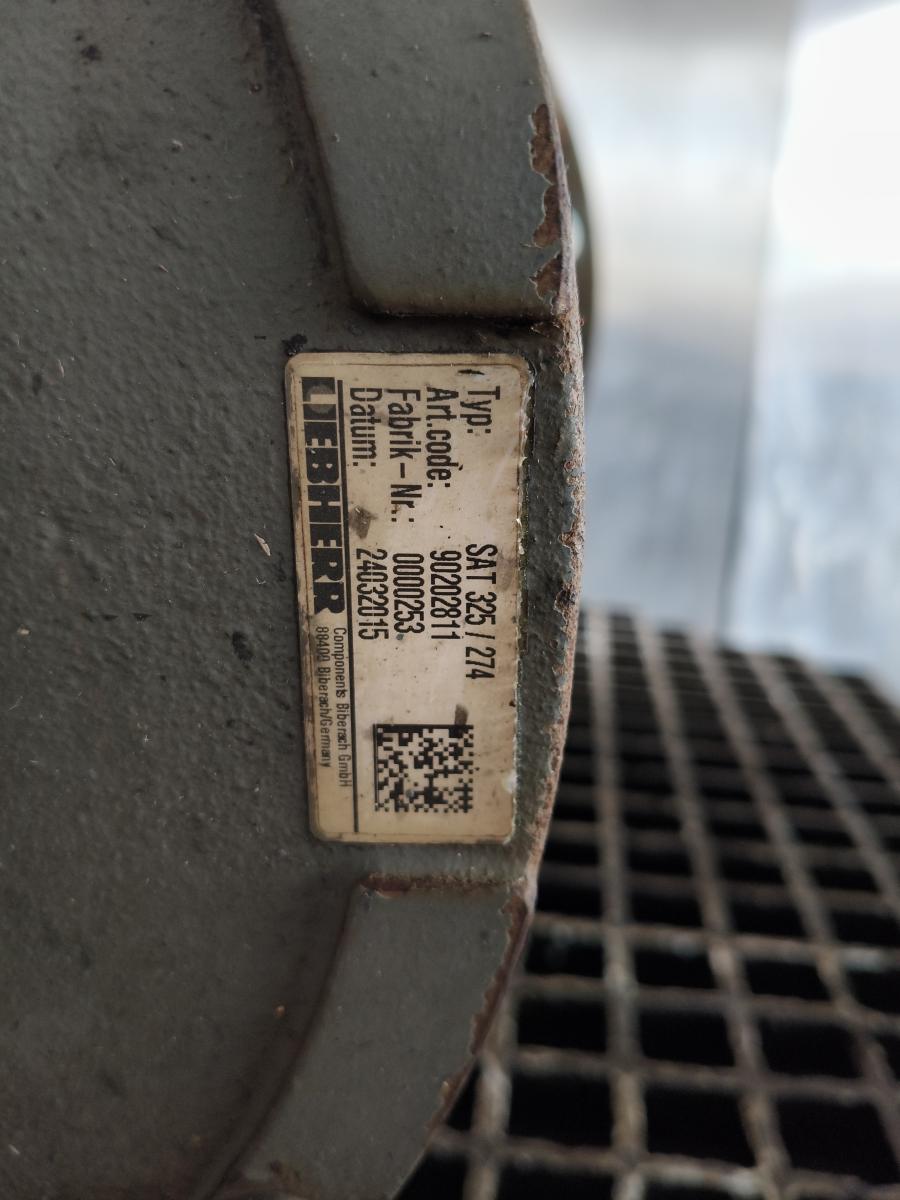 Typ: SAT 325 / 274
Art.code: 90202811
Fabrik - Nr.: 0000253
Datum: 24032015
LIEBHERR Components Biberach GmbH
88400 Biberach/Germany